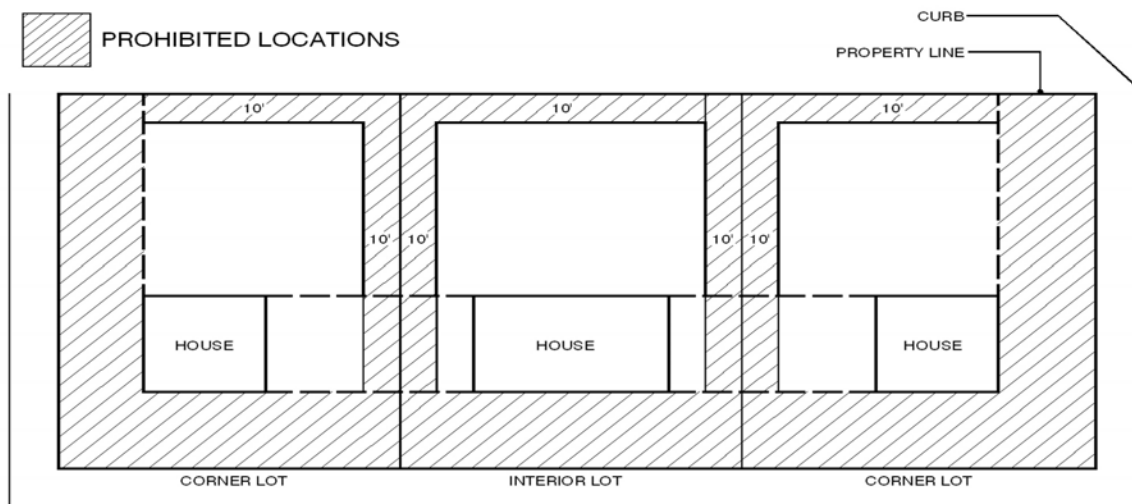 CURB
PROHIBITED LOCATIONS
PROPERTY LINE
10' 10' 10'
10' 10' 10' 10'
HOUSE HOUSE HOUSE
CORNER LOT INTERIOR LOT CORNER LOT